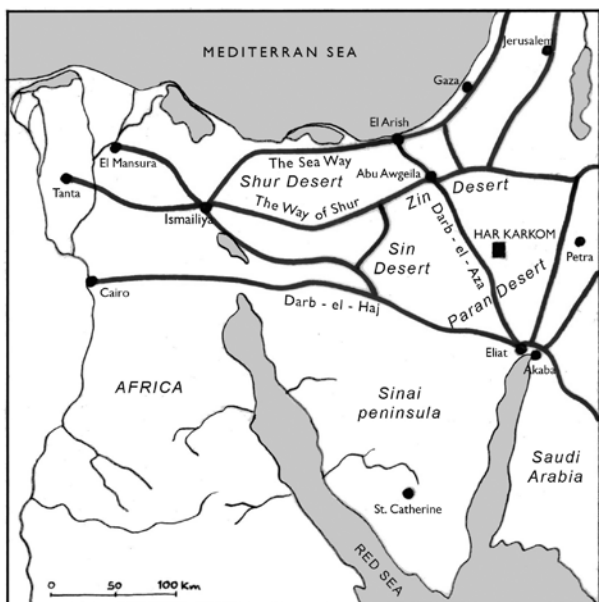 MEDITERRAN SEA
Jerusalem
Gaza
El Arish
El Mansura
The Sea Way
Shur Desert
Abu Awgeila
Tanta
Ismailiya
The Way of Shur
Zin Desert
HAR KARKOM
Sin
Desert
Darb - el - Aza
Petra
Cairo
Darb - el - Haj
Paran Desert
Eliat
Akaba
AFRICA
Sinai
peninsula
Saudi
Arabia
St. Catherine
RED SEA
0 50 100 Km